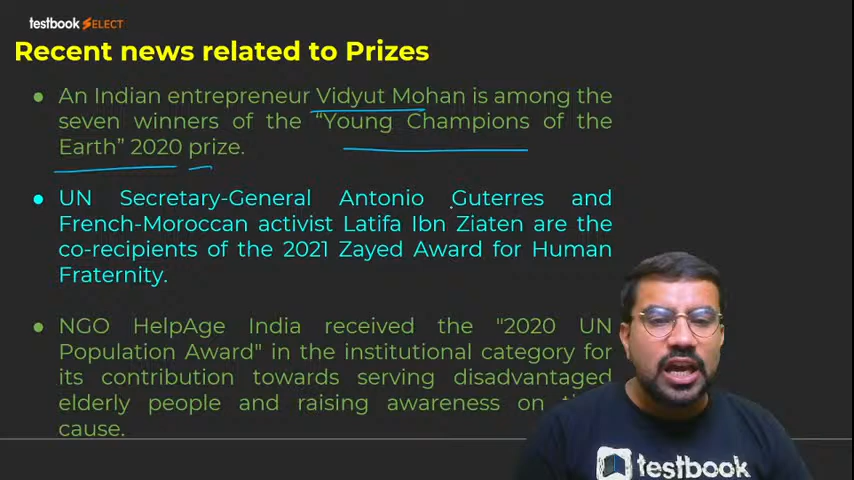 testbook SELECT
Recent news related to Prizes
● An Indian entrepreneur Vidyut Mohan is among the
seven winners of the “Young Champions of the
Earth” 2020 prize.
● UN Secretary-General Antonio Guterres and
French-Moroccan activist Latifa Ibn Ziaten are the
co-recipients of the 2021 Zayed Award for Human
Fraternity.
● NGO HelpAge India received the "2020 UN
Population Award" in the institutional category for
its contribution towards serving disadvantaged
elderly people and raising awareness on
cause.
testbook